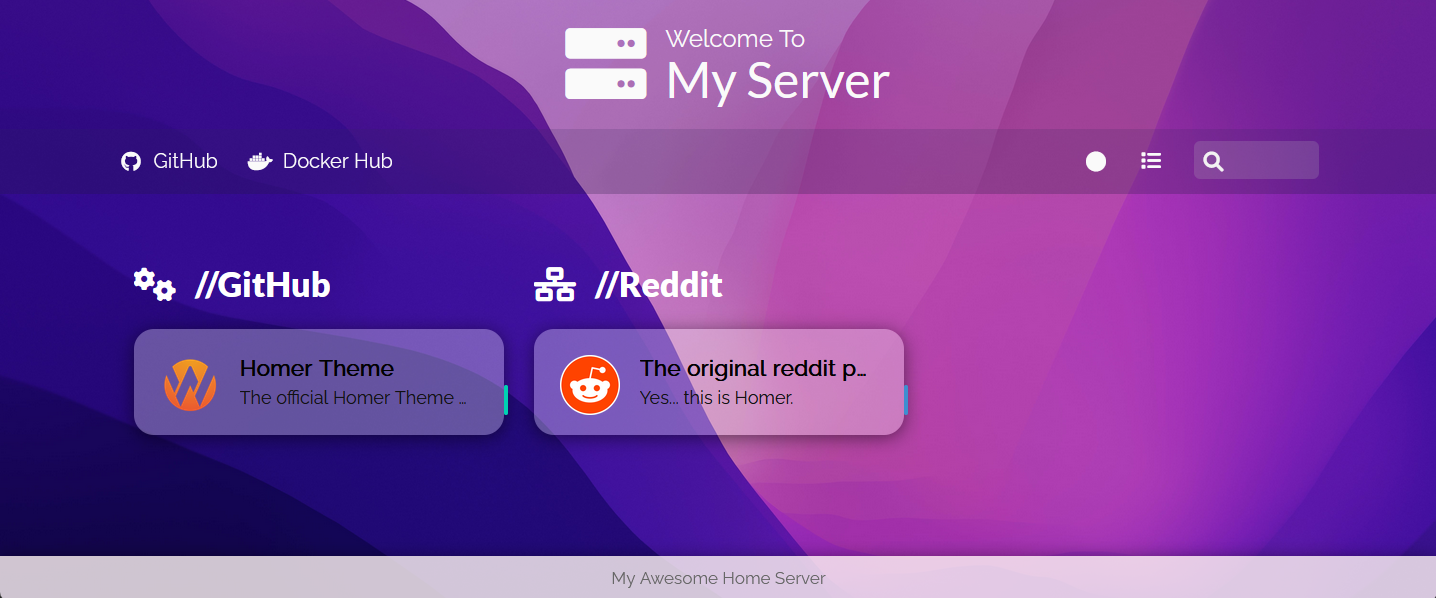 Welcome To
My Server
GitHub
Docker Hub
//GitHub
//Reddit
Homer Theme
The official Homer Theme ...
The original reddit p...
Yes... this is Homer.
My Awesome Home Server